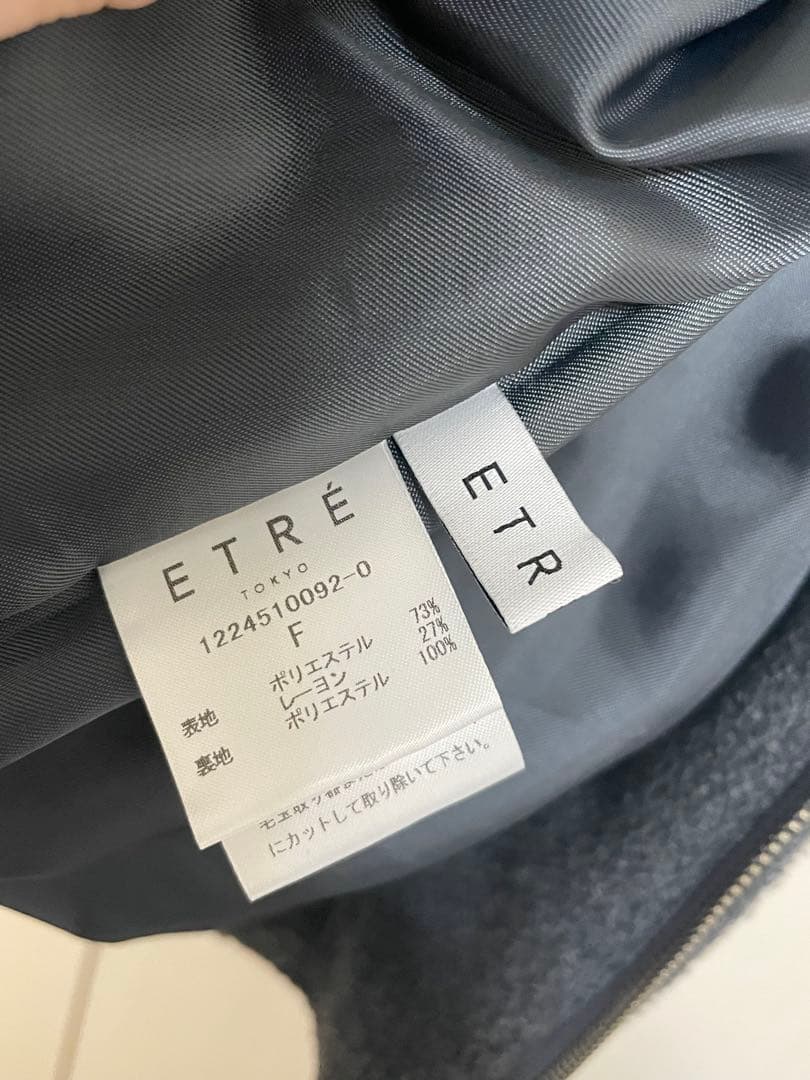 ETRÉ
TOKYO
1224510092-0
F
表地 ポリエステル 73%
レーヨン 27%
裏地 ポリエステル 100%
にカットして取り除いて下さい。
ETR